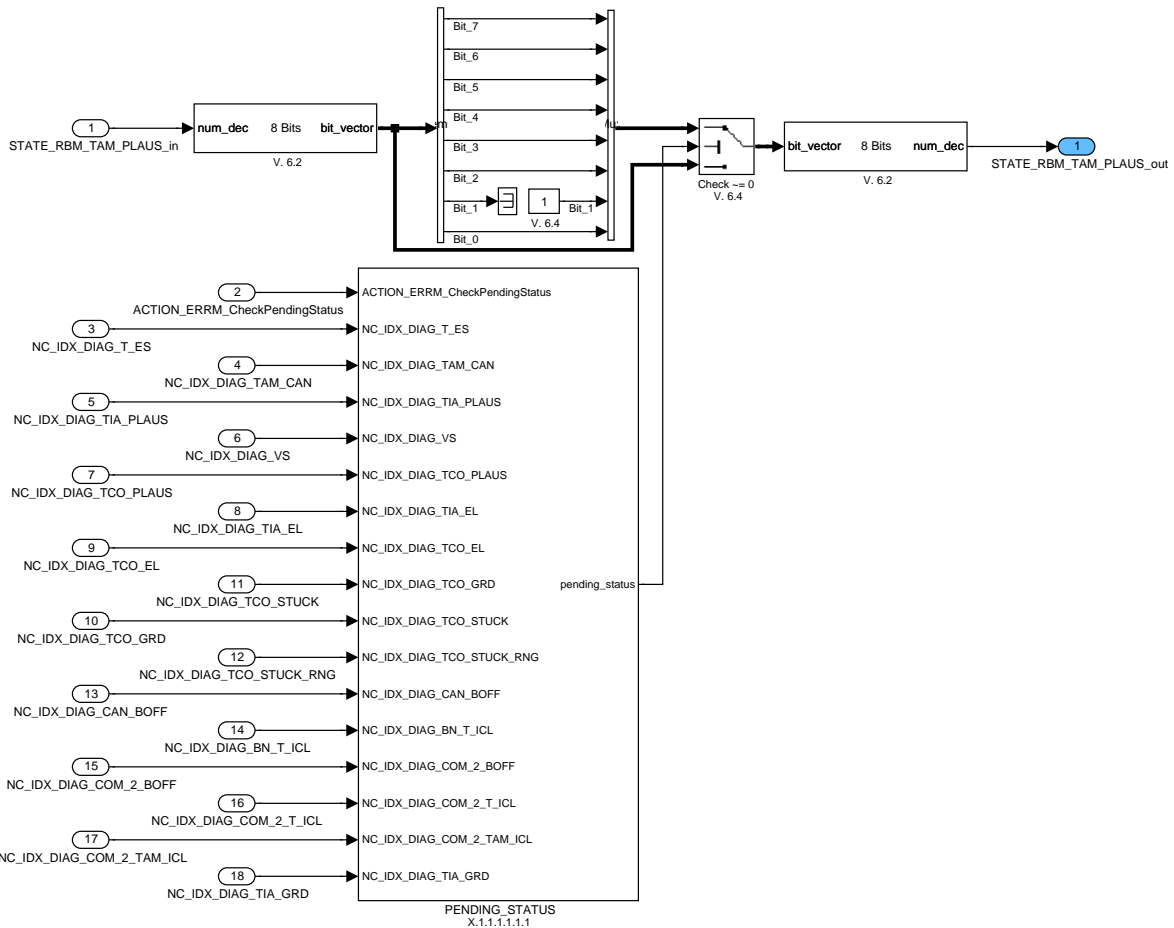 Bit_7
Bit_6
Bit_5
Bit_4
Bit_3
Bit_2
Bit_1
1
Bit_1
V. 6.4
Bit_0
1
STATE_RBM_TAM_PLAUS_in
num_dec 8 Bits bit_vector
V. 6.2
Check ~= 0
V. 6.4
bit_vector 8 Bits num_dec
V. 6.2
1
STATE_RBM_TAM_PLAUS_out
2
ACTION_ERRM_CheckPendingStatus
ACTION_ERRM_CheckPendingStatus
3
NC_IDX_DIAG_T_ES
NC_IDX_DIAG_T_ES
4
NC_IDX_DIAG_TAM_CAN
NC_IDX_DIAG_TAM_CAN
5
NC_IDX_DIAG_TIA_PLAUS
NC_IDX_DIAG_TIA_PLAUS
6
NC_IDX_DIAG_VS
NC_IDX_DIAG_VS
7
NC_IDX_DIAG_TCO_PLAUS
NC_IDX_DIAG_TCO_PLAUS
8
NC_IDX_DIAG_TIA_EL
NC_IDX_DIAG_TIA_EL
9
NC_IDX_DIAG_TCO_EL
NC_IDX_DIAG_TCO_EL
11
NC_IDX_DIAG_TCO_GRD
pending_status
NC_IDX_DIAG_TCO_STUCK
10
NC_IDX_DIAG_TCO_STUCK
NC_IDX_DIAG_TCO_GRD
12
NC_IDX_DIAG_TCO_STUCK_RNG
NC_IDX_DIAG_TCO_STUCK_RNG
13
NC_IDX_DIAG_CAN_BOFF
NC_IDX_DIAG_CAN_BOFF
14
NC_IDX_DIAG_BN_T_ICL
NC_IDX_DIAG_BN_T_ICL
15
NC_IDX_DIAG_COM_2_BOFF
NC_IDX_DIAG_COM_2_BOFF
16
NC_IDX_DIAG_COM_2_T_ICL
NC_IDX_DIAG_COM_2_T_ICL
17
NC_IDX_DIAG_COM_2_TAM_ICL
NC_IDX_DIAG_COM_2_TAM_ICL
18
NC_IDX_DIAG_TIA_GRD
NC_IDX_DIAG_TIA_GRD
PENDING_STATUS
X.1.1.1.1.1.1